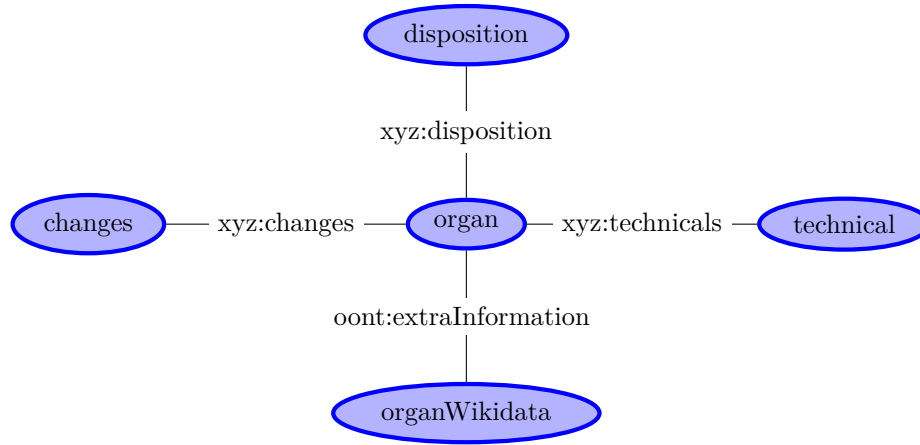 disposition
xyz:disposition
changes
xyz:changes
organ
xyz:technicals
technical
oont:extraInformation
organWikidata